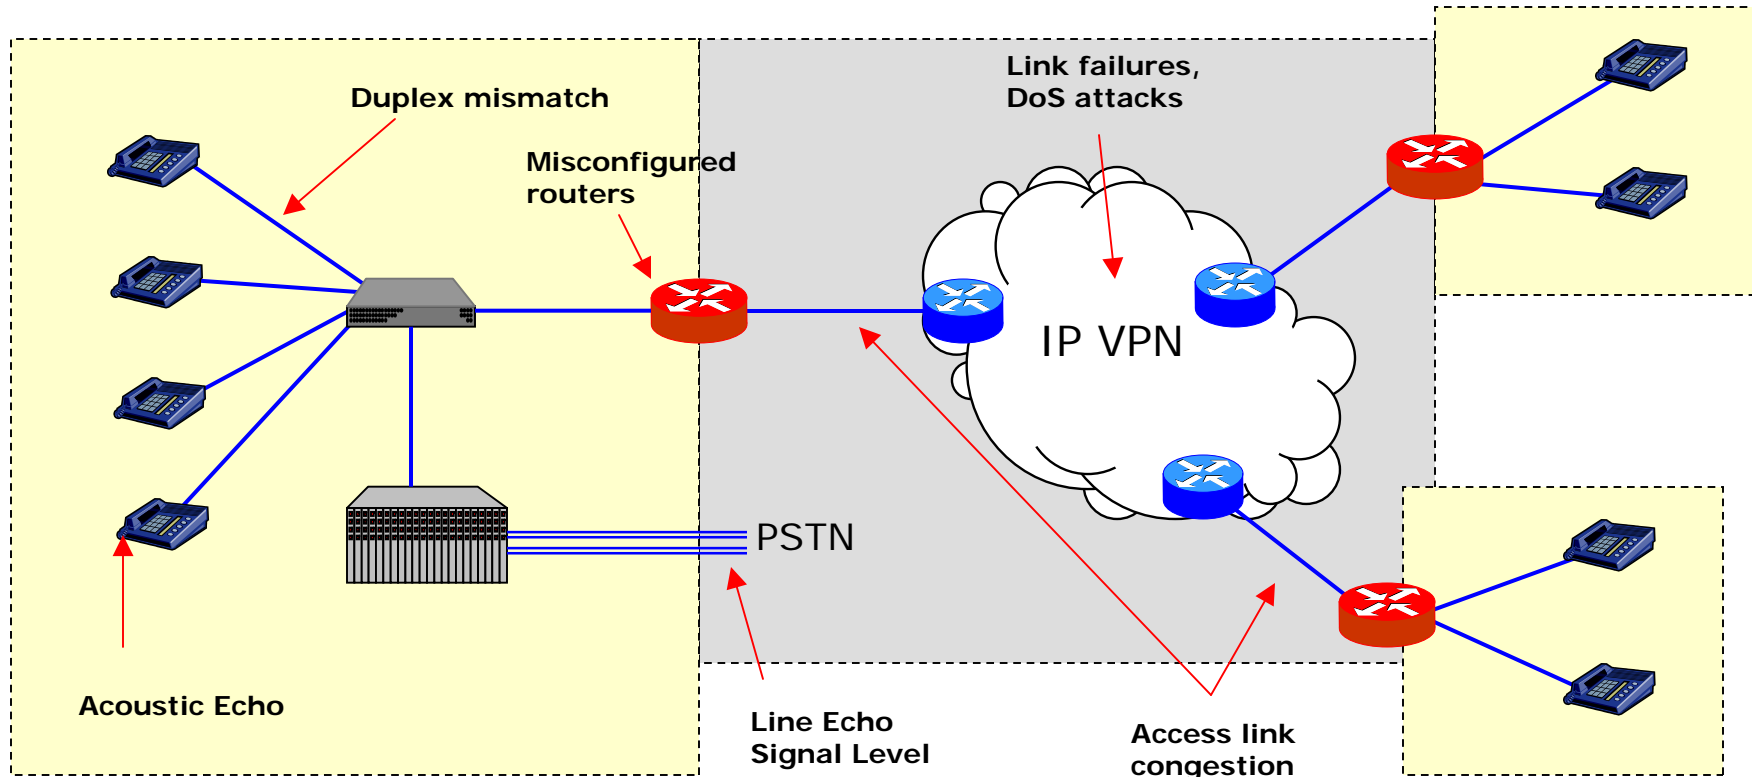 Link failures,
DoS attacks
Duplex mismatch
Misconfigured
routers
IP VPN
PSTN
Acoustic Echo
Line Echo
Signal Level
Access link
congestion